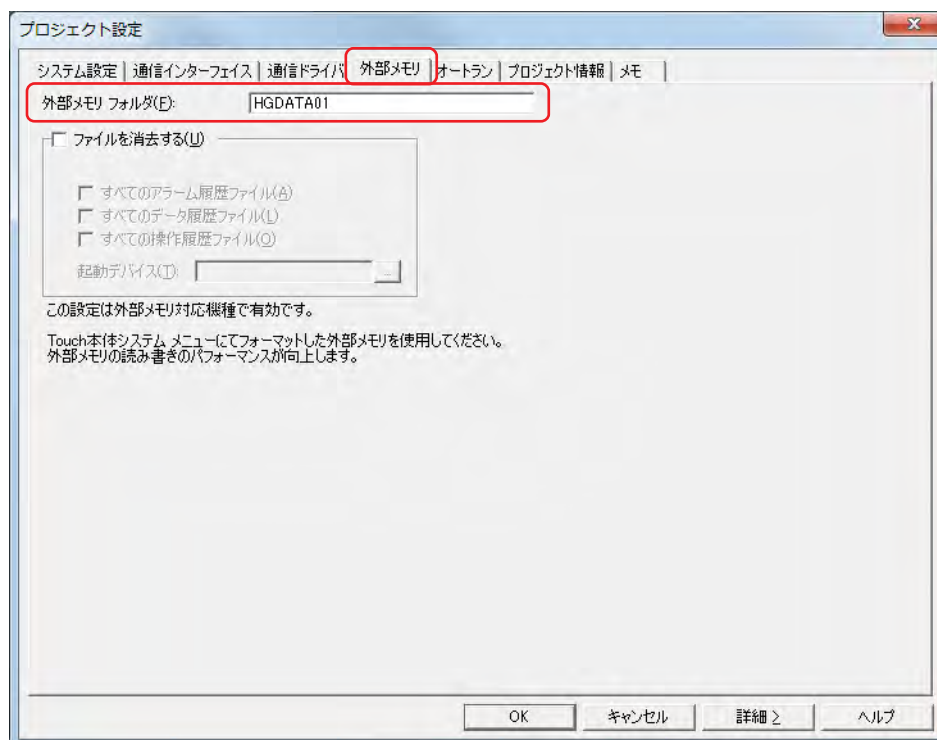 プロジェクト設定
システム設定 | 通信インターフェイス | 通信ドライバ 外部メモリ オートラン | プロジェクト情報 | メモ
外部メモリ フォルダ(F): HGDATA01
ファイルを消去する(U)
すべてのアラーム履歴ファイル(A)
すべてのデータ履歴ファイル(L)
すべての操作履歴ファイル(O)
起動デバイス(T): ...
この設定は外部メモリ対応機種で有効です。
Touch本体システム メニューにてフォーマットした外部メモリを使用してください。
外部メモリの読み書きのパフォーマンスが向上します。
OK キャンセル 詳細 > ヘルプ